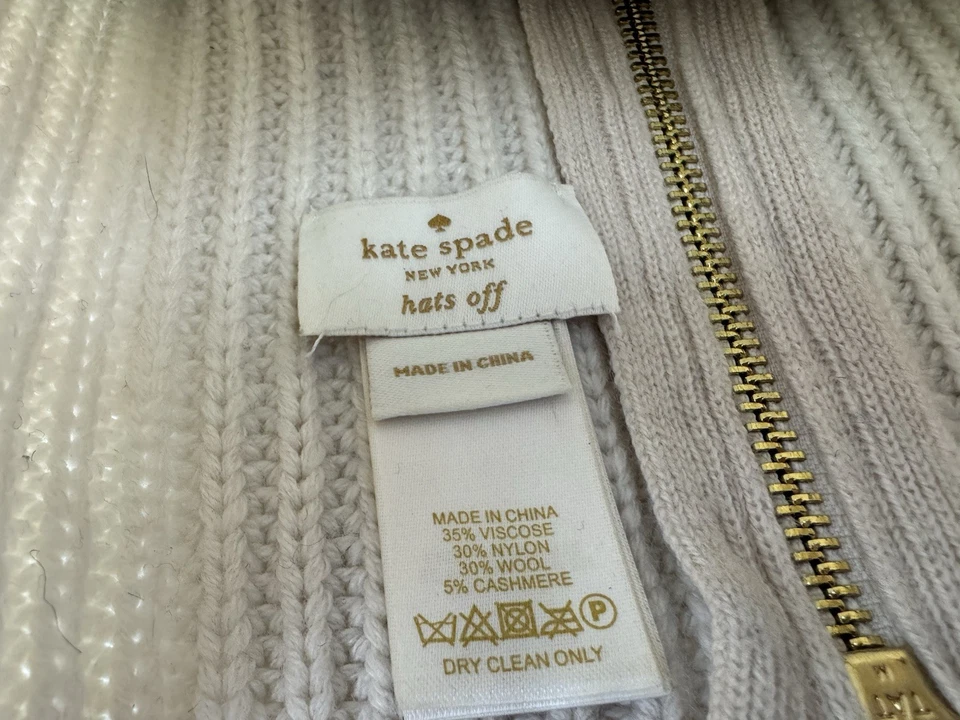 kate spade
NEW YORK
hats off
MADE IN CHINA
MADE IN CHINA
35% VISCOSE
30% NYLON
30% WOOL
5% CASHMERE
P
DRY CLEAN ONLY